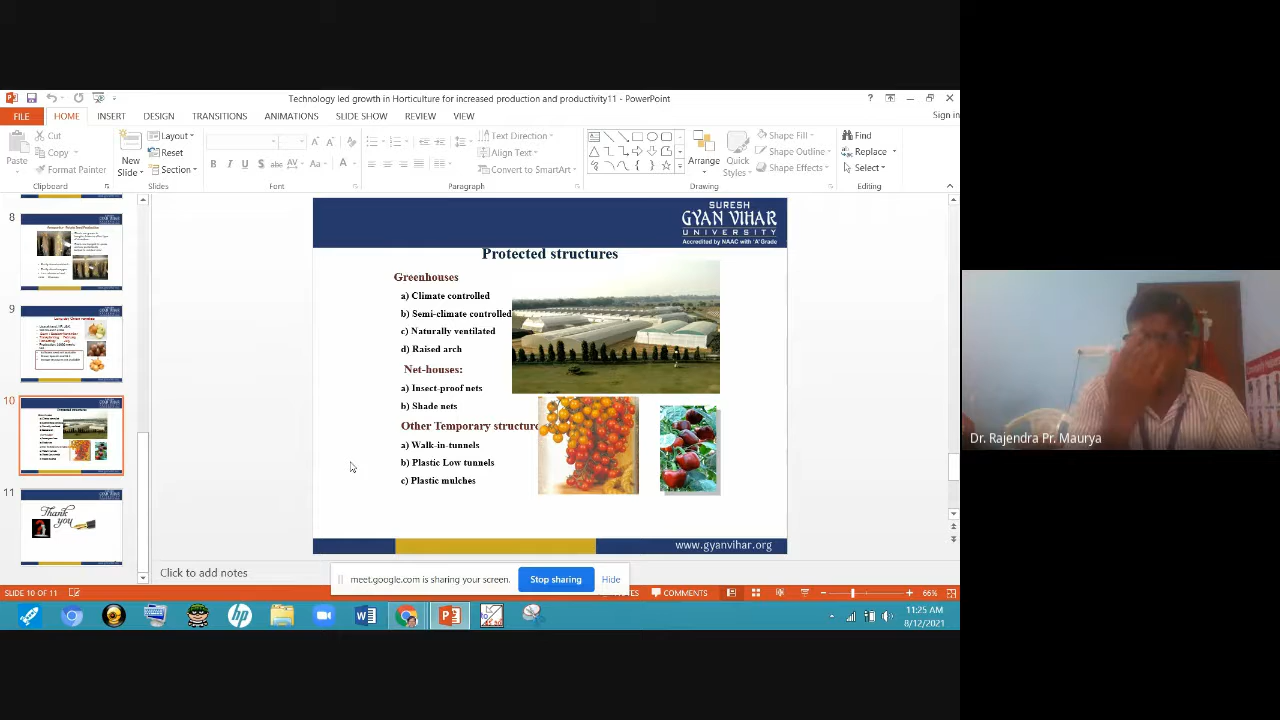 Technology led growth in Horticulture for increased production and productivity11 - PowerPoint
FILE HOME INSERT DESIGN TRANSITIONS ANIMATIONS SLIDE SHOW REVIEW VIEW Sign in
Paste
Cut
Copy
Format Painter
Clipboard
New
Slide
Layout
Reset
Section
Slides
Font
Text Direction
Align Text
Convert to SmartArt
Paragraph
Arrange
Quick
Styles
Shape Fill
Shape Outline
Shape Effects
Drawing
Find
Replace
Select
Editing
8
9
10
11
Thank
you
SURESH
GYAN VIHAR
UNIVERSITY
Accredited by NAAC with 'A' Grade
Protected structures
Greenhouses
a) Climate controlled
b) Semi-climate controlled
c) Naturally ventilated
d) Raised arch
Net-houses:
a) Insect-proof nets
b) Shade nets
Other Temporary structure
a) Walk-in-tunnels
b) Plastic Low tunnels
c) Plastic mulches
www.gyanvihar.org
Click to add notes
meet.google.com is sharing your screen. Stop sharing Hide
SLIDE 10 OF 11 COMMENTS 66%
11:25 AM
8/12/2021
Dr. Rajendra Pr. Maurya